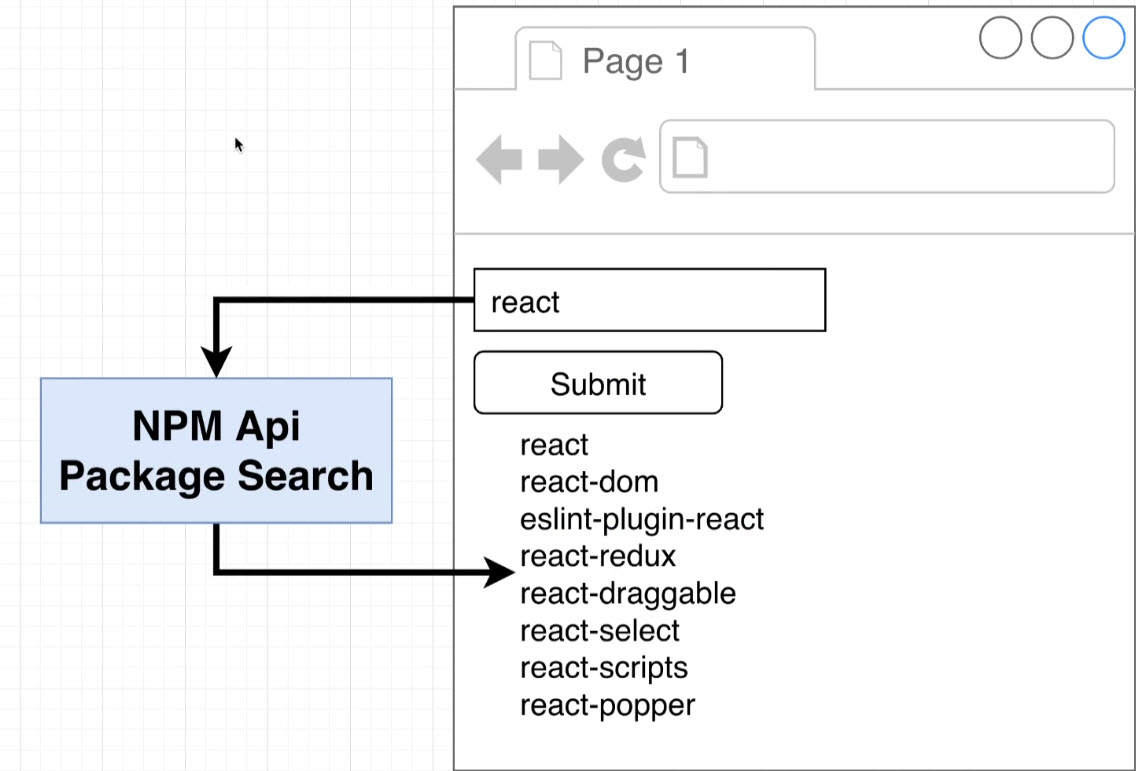 Page 1
react
Submit
NPM Api
Package Search
react
react-dom
eslint-plugin-react
react-redux
react-draggable
react-select
react-scripts
react-popper